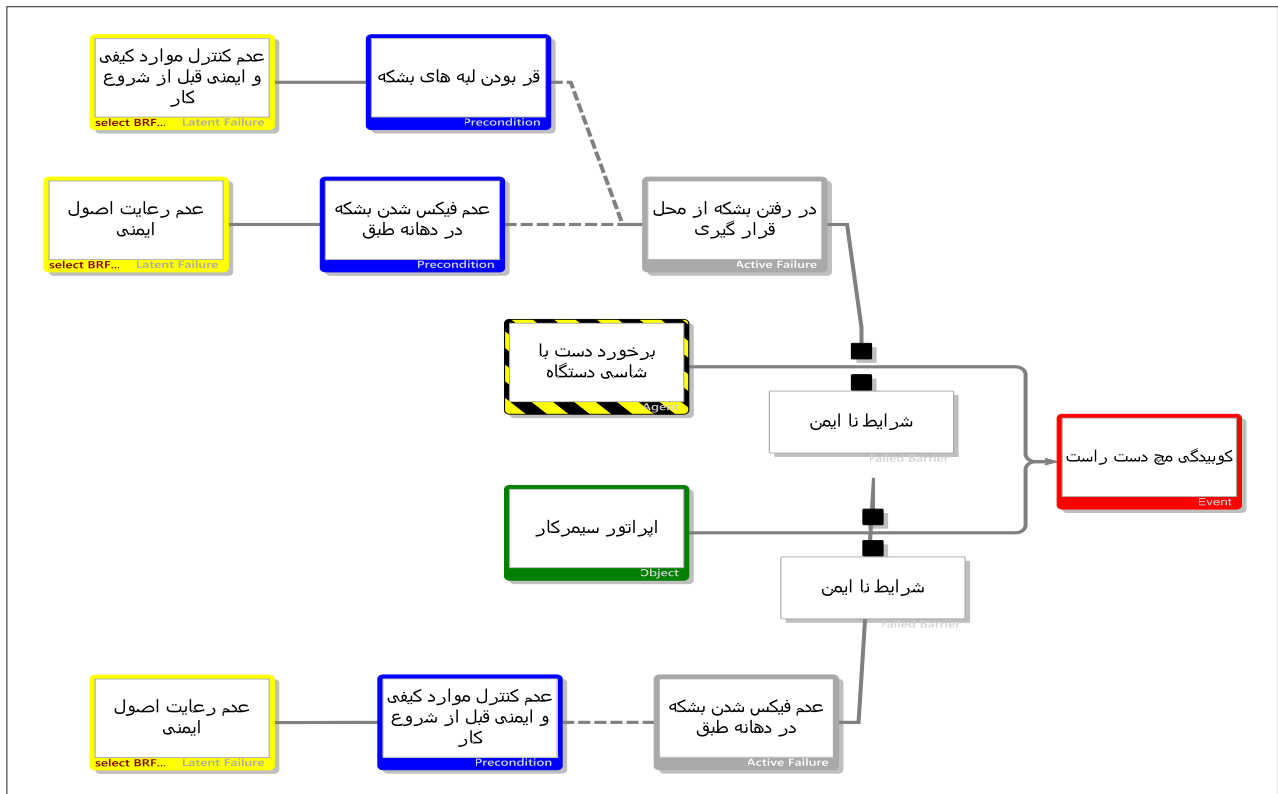 عدم کنترل موارد کیفی
و ایمنی قبل از شروع
کار
select BRF... Latent Failure
قر بودن لبه های بشکه
Precondition
عدم رعایت اصول
ایمنی
select BRF... Latent Failure
عدم فیکس شدن بشکه
در دهانه طبق
Precondition
در رفتن بشکه از محل
قرار گیری
Active Failure
برخورد دست با
شاسی دستگاه
Agent
شرایط نا ایمن
Failed Barrier
کوبیدگی مچ دست راست
Event
اپراتور سیمرکار
Object
شرایط نا ایمن
Failed Barrier
عدم رعایت اصول
ایمنی
select BRF... Latent Failure
عدم کنترل موارد کیفی
و ایمنی قبل از شروع
کار
Precondition
عدم فیکس شدن بشکه
در دهانه طبق
Active Failure